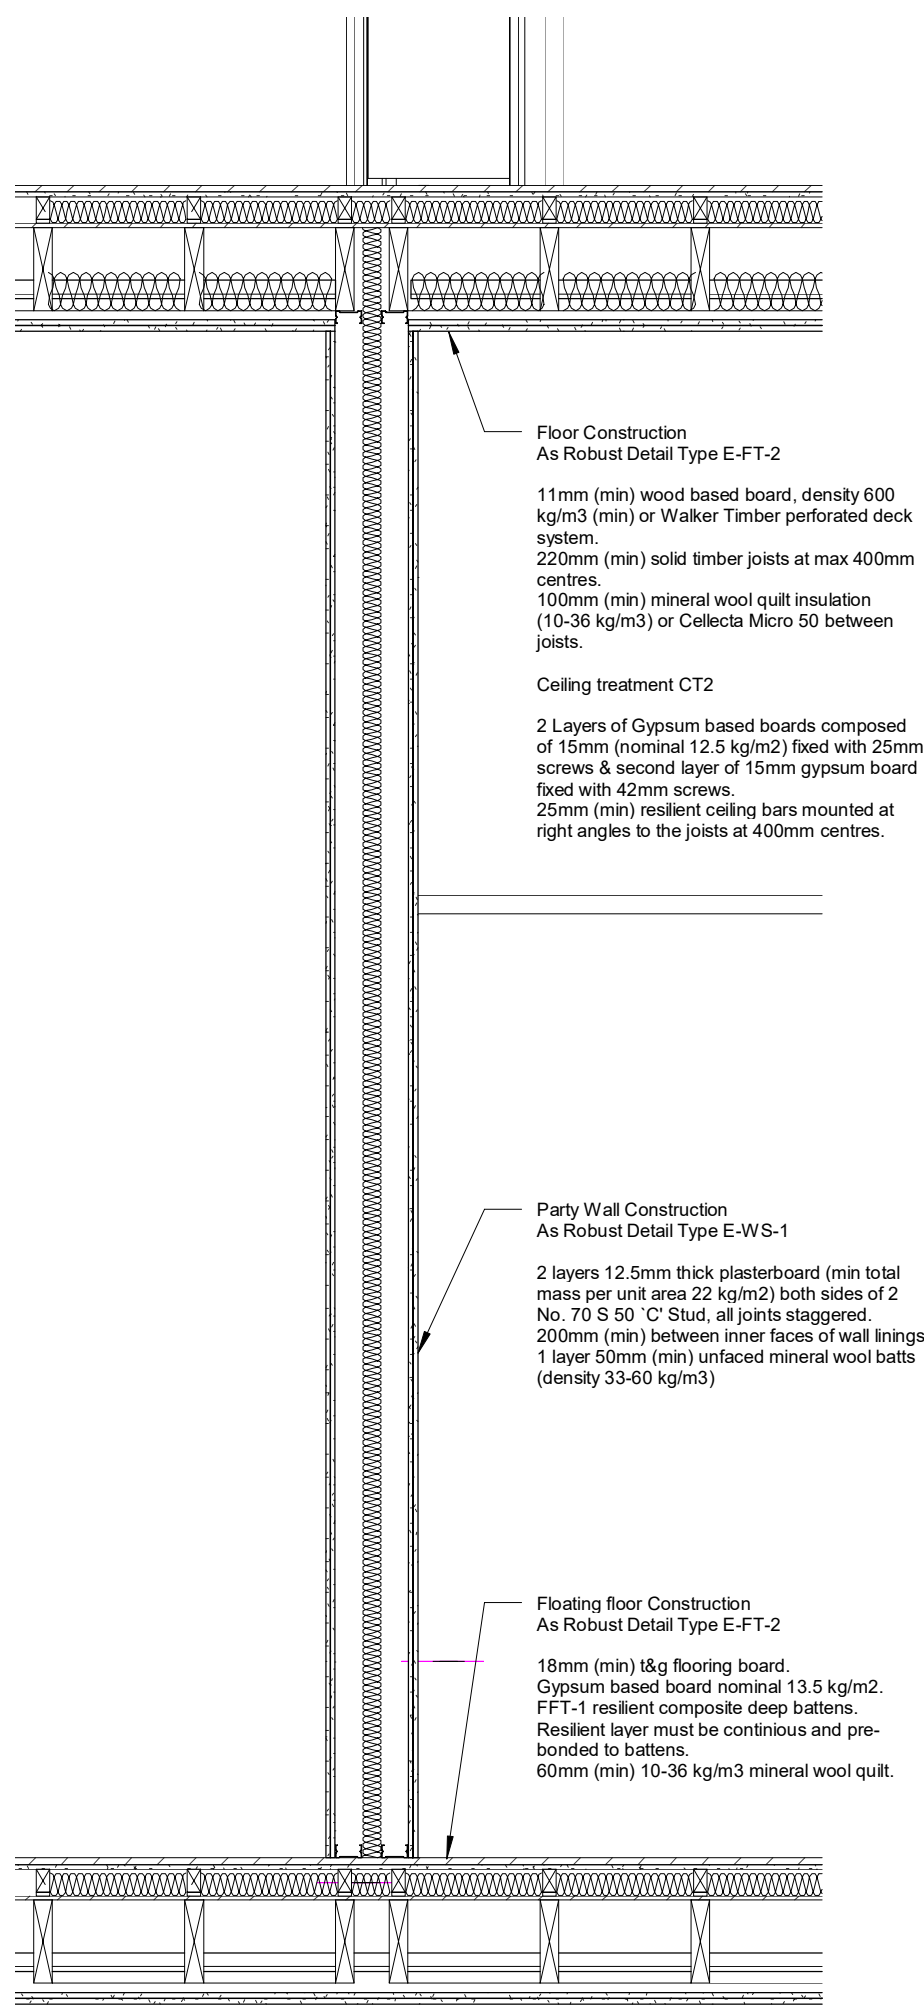 Floor Construction
As Robust Detail Type E-FT-2
11mm (min) wood based board, density 600
kg/m3 (min) or Walker Timber perforated deck
system.
220mm (min) solid timber joists at max 400mm
centres.
100mm (min) mineral wool quilt insulation
(10-36 kg/m3) or Cellecta Micro 50 between
joists.
Ceiling treatment CT2
2 Layers of Gypsum based boards composed
of 15mm (nominal 12.5 kg/m2) fixed with 25mm
screws & second layer of 15mm gypsum board
fixed with 42mm screws.
25mm (min) resilient ceiling bars mounted at
right angles to the joists at 400mm centres.
Party Wall Construction
As Robust Detail Type E-WS-1
2 layers 12.5mm thick plasterboard (min total
mass per unit area 22 kg/m2) both sides of 2
No. 70 S 50 `C' Stud, all joints staggered.
200mm (min) between inner faces of wall linings
1 layer 50mm (min) unfaced mineral wool batts
(density 33-60 kg/m3)
Floating floor Construction
As Robust Detail Type E-FT-2
18mm (min) t&g flooring board.
Gypsum based board nominal 13.5 kg/m2.
FFT-1 resilient composite deep battens.
Resilient layer must be continious and pre-
bonded to battens.
60mm (min) 10-36 kg/m3 mineral wool quilt.